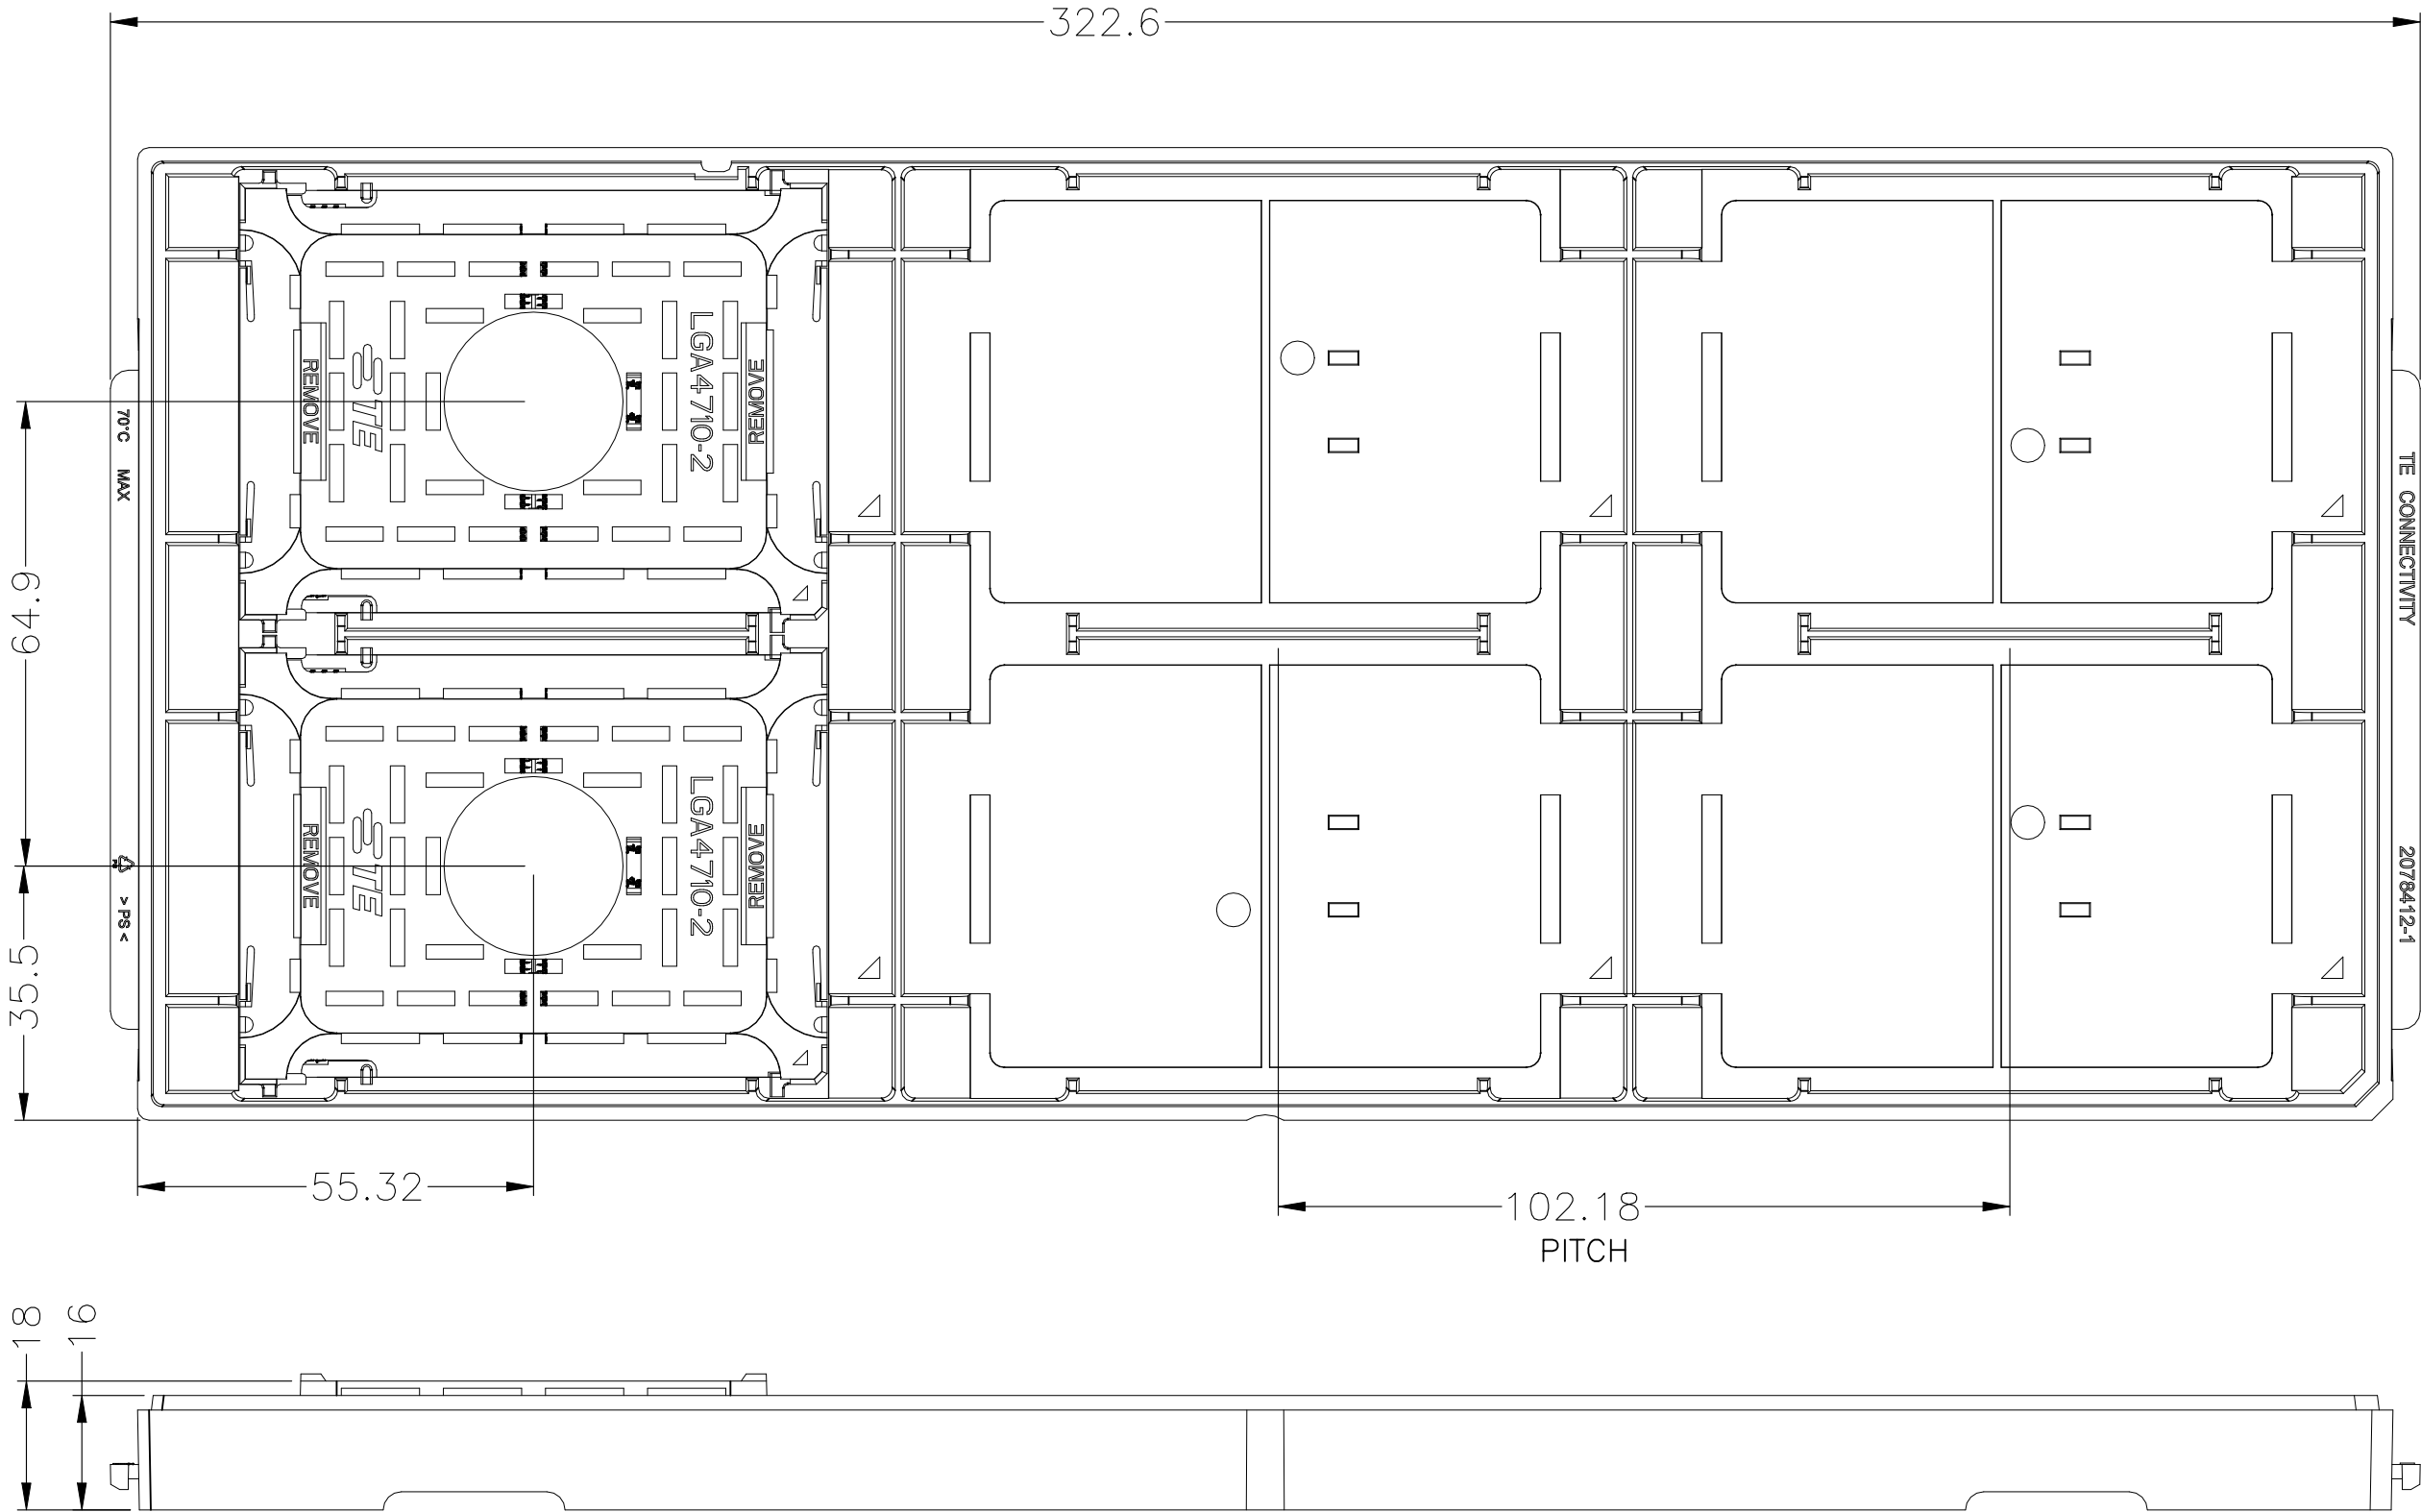 322.6
REMOVE
TE
LGA4710-2
REMOVE
70°C MAX
TE CONNECTIVITY
64.9
REMOVE
TE
LGA4710-2
REMOVE
> PS <
2078412-1
35.5
55.32
102.18
PITCH
18
16